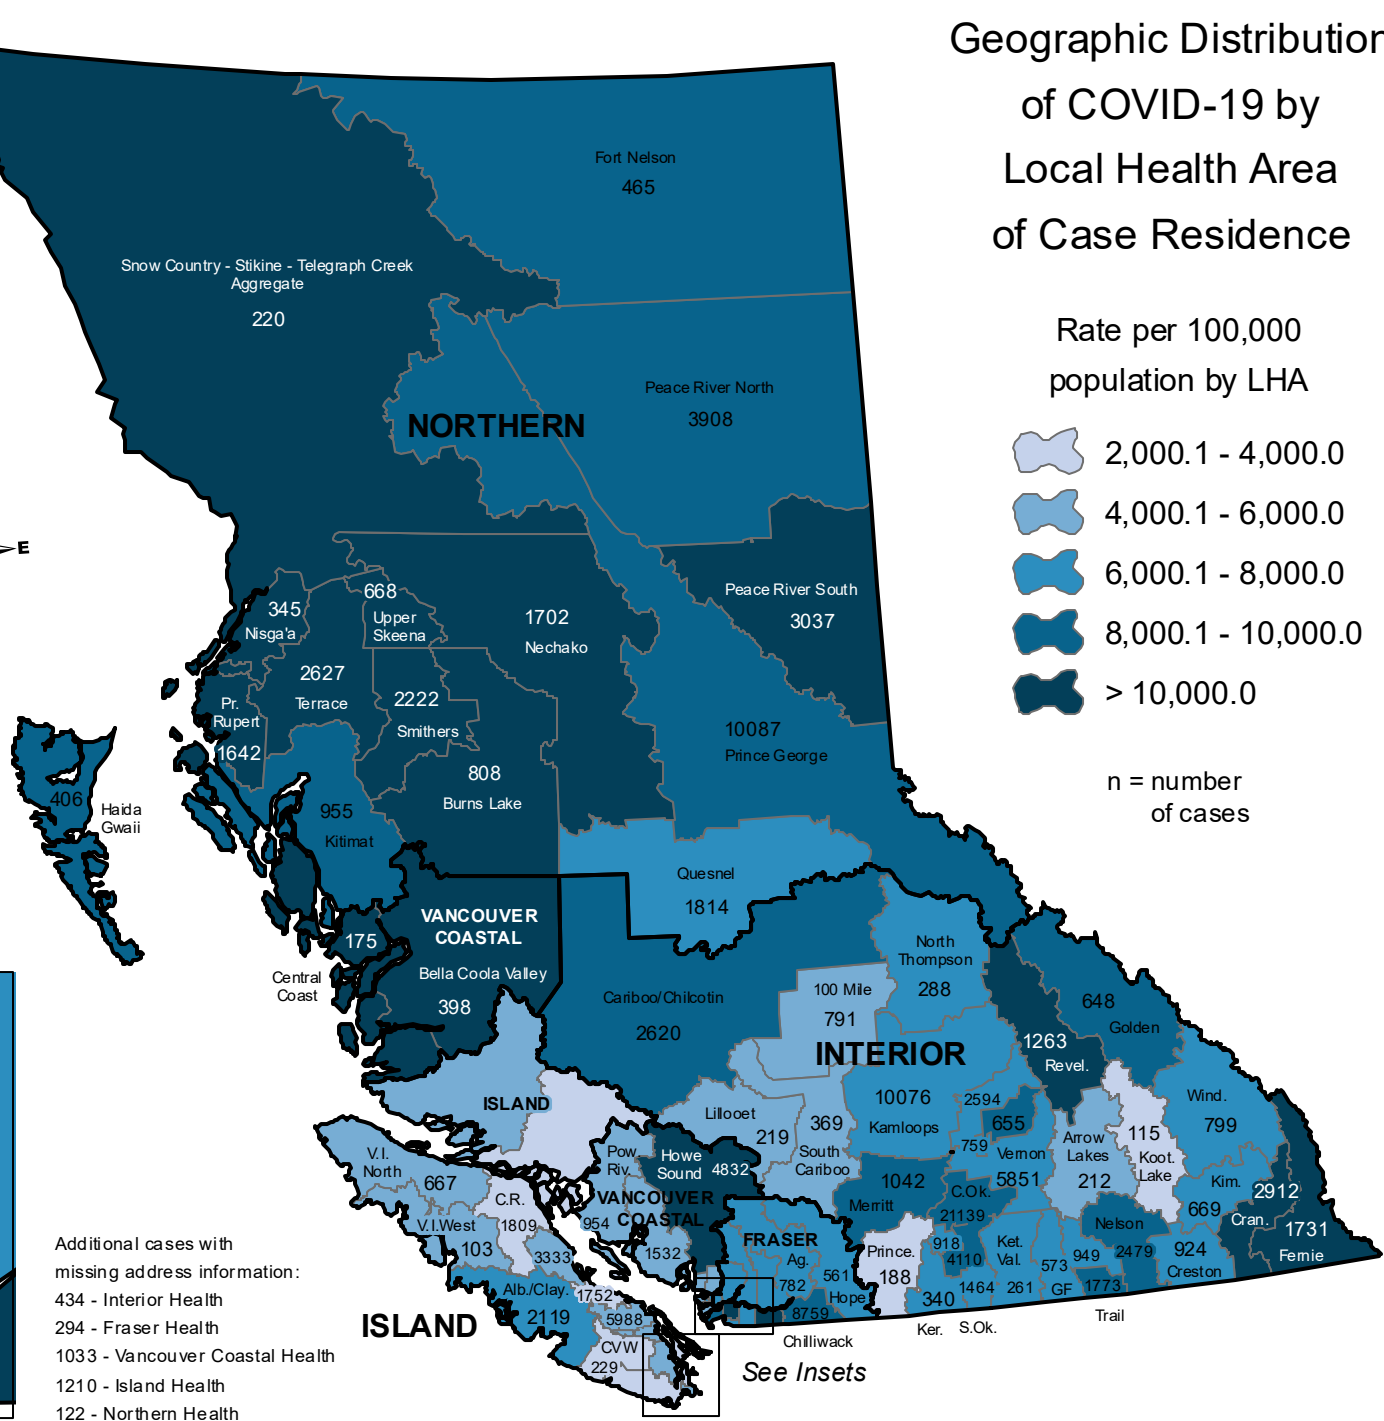 Geographic Distribution
of COVID-19 by
Local Health Area
of Case Residence
Rate per 100,000
population by LHA
2,000.1 - 4,000.0
4,000.1 - 6,000.0
6,000.1 - 8,000.0
8,000.1 - 10,000.0
> 10,000.0
n = number
of cases
Fort Nelson
465
Snow Country - Stikine - Telegraph Creek
Aggregate
220
Peace River North
3908
NORTHERN
E
Peace River South
3037
668
Upper
Skeena
345
Nisga'a
1702
Nechako
2627
Terrace
2222
Smithers
Pr.
Rupert
1642
10087
Prince George
808
Burns Lake
406
Haida
Gwaii
955
Kitimat
Quesnel
1814
VANCOUVER
COASTAL
175
Central
Coast
Bella Coola Valley
398
Cariboo/Chilcotin
2620
North
Thompson
288
100 Mile
791
648
Golden
INTERIOR
1263
Revel.
ISLAND
10076
Kamloops
2594
655
759
Vernon
5851
Lillooet
219
369
South
Cariboo
Arrow
Lakes
212
115
Koot.
Lake
Wind.
799
V.I.
North
667
Pow.
Riv.
Howe
Sound
4832
1042
Merritt
C.Ok.
21139
Kim.
669
2912
Cran.
1731
Fernie
C.R.
1809
VANCOUVER
COASTAL
954
1532
V.I.West
103
3333
FRASER
Ag.
782
561
Hope
8759
Chilliwack
Prince.
188
918
4110
Ket.
Val.
261
573
GF
949
Nelson
2479
1773
924
Creston
340
1464
Ker.
S.Ok.
Trail
Alb./Clay.
2119
1752
5988
CVW
229
ISLAND
See Insets
Additional cases with
missing address information:
434 - Interior Health
294 - Fraser Health
1033 - Vancouver Coastal Health
1210 - Island Health
122 - Northern Health